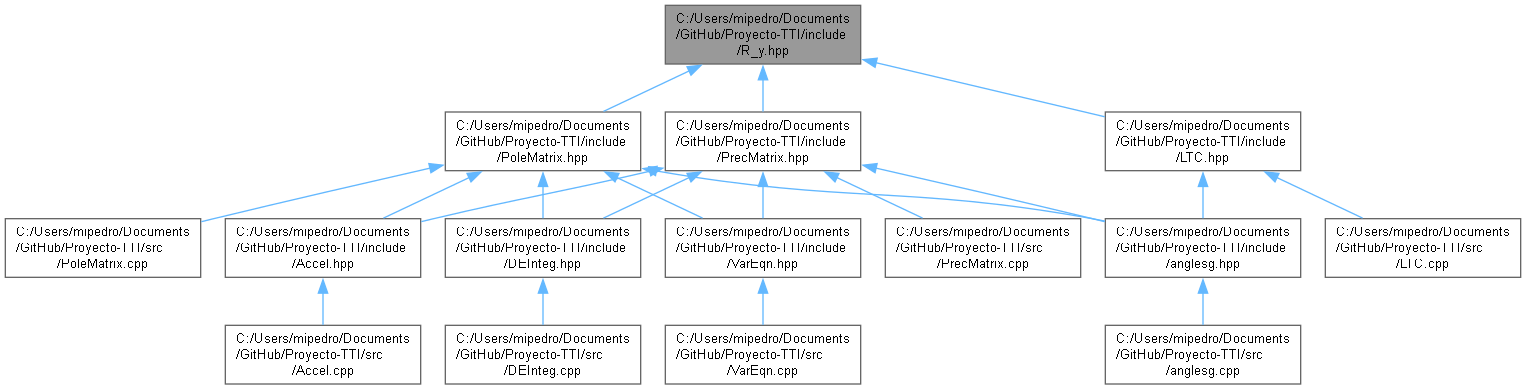 C:/Users/mipedro/Documents
/GitHub/Proyecto-TTI/include
/R_y.hpp
C:/Users/mipedro/Documents
/GitHub/Proyecto-TTI/include
/PoleMatrix.hpp
C:/Users/mipedro/Documents
/GitHub/Proyecto-TTI/include
/PrecMatrix.hpp
C:/Users/mipedro/Documents
/GitHub/Proyecto-TTI/include
/LTC.hpp
C:/Users/mipedro/Documents
/GitHub/Proyecto-TTI/src
/PoleMatrix.cpp
C:/Users/mipedro/Documents
/GitHub/Proyecto-TTI/include
/Accel.hpp
C:/Users/mipedro/Documents
/GitHub/Proyecto-TTI/include
/DEInteg.hpp
C:/Users/mipedro/Documents
/GitHub/Proyecto-TTI/include
/VarEqn.hpp
C:/Users/mipedro/Documents
/GitHub/Proyecto-TTI/src
/PrecMatrix.cpp
C:/Users/mipedro/Documents
/GitHub/Proyecto-TTI/include
/anglesg.hpp
C:/Users/mipedro/Documents
/GitHub/Proyecto-TTI/src
/LTC.cpp
C:/Users/mipedro/Documents
/GitHub/Proyecto-TTI/src
/Accel.cpp
C:/Users/mipedro/Documents
/GitHub/Proyecto-TTI/src
/DEInteg.cpp
C:/Users/mipedro/Documents
/GitHub/Proyecto-TTI/src
/VarEqn.cpp
C:/Users/mipedro/Documents
/GitHub/Proyecto-TTI/src
/anglesg.cpp